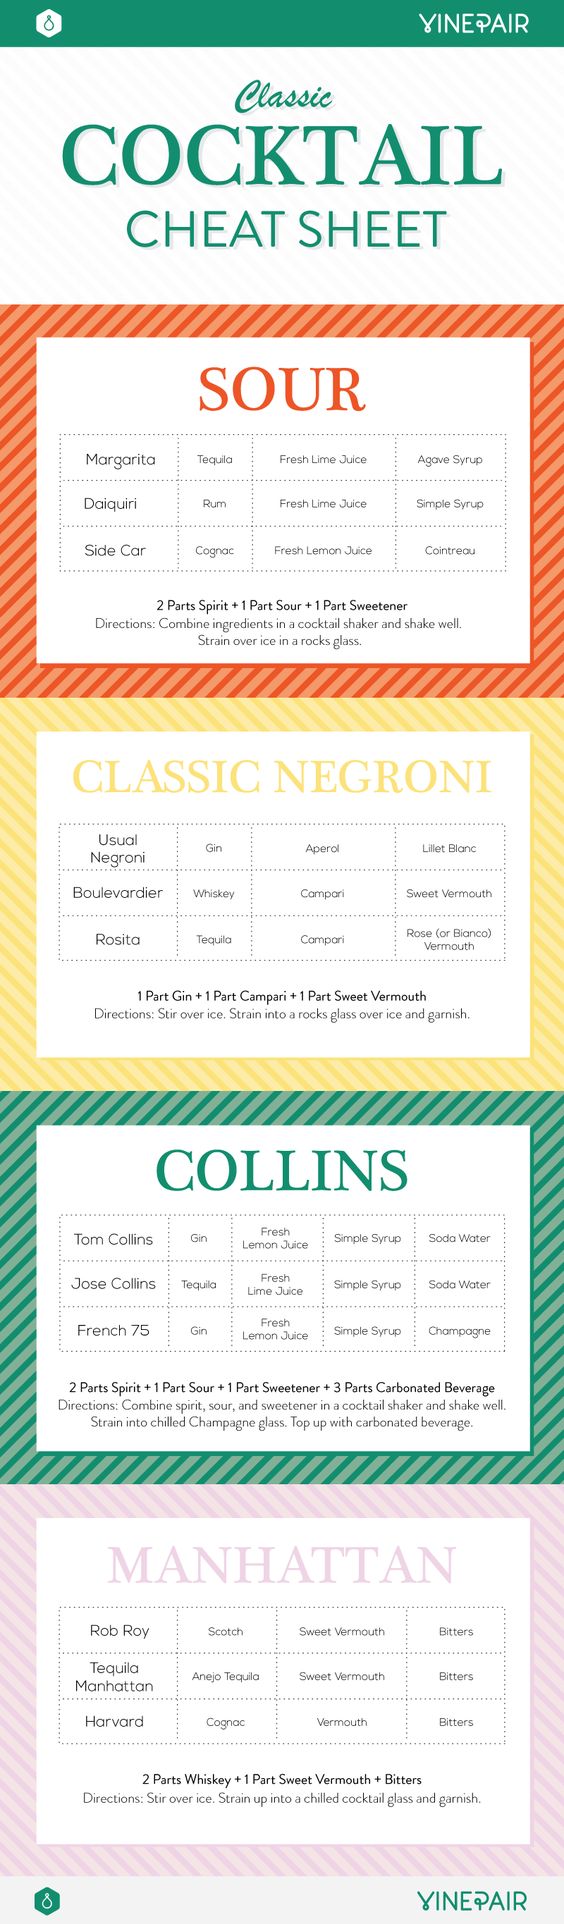 VINEPAIR
Classic
COCKTAIL
CHEAT SHEET
SOUR
Margarita Tequila Fresh Lime Juice Agave Syrup
Daiquiri Rum Fresh Lime Juice Simple Syrup
Side Car Cognac Fresh Lemon Juice Cointreau
2 Parts Spirit + 1 Part Sour + 1 Part Sweetener
Directions: Combine ingredients in a cocktail shaker and shake well.
Strain over ice in a rocks glass.
CLASSIC NEGRONI
Usual
Negroni
Gin Aperol Lillet Blanc
Boulevardier Whiskey Campari Sweet Vermouth
Rosita Tequila Campari
Rose (or Bianco)
Vermouth
1 Part Gin + 1 Part Campari + 1 Part Sweet Vermouth
Directions: Stir over ice. Strain into a rocks glass over ice and garnish.
COLLINS
Tom Collins Gin
Fresh
Lemon Juice
Simple Syrup Soda Water
Jose Collins Tequila
Fresh
Lime Juice
Simple Syrup Soda Water
French 75 Gin
Fresh
Lemon Juice
Simple Syrup Champagne
2 Parts Spirit + 1 Part Sour + 1 Part Sweetener + 3 Parts Carbonated Beverage
Directions: Combine spirit, sour, and sweetener in a cocktail shaker and shake well.
Strain into chilled Champagne glass. Top up with carbonated beverage.
MANHATTAN
Rob Roy Scotch Sweet Vermouth Bitters
Tequila
Manhattan
Anejo Tequila Sweet Vermouth Bitters
Harvard Cognac Vermouth Bitters
2 Parts Whiskey + 1 Part Sweet Vermouth + Bitters
Directions: Stir over ice. Strain up into a chilled cocktail glass and garnish.
VINEPAIR